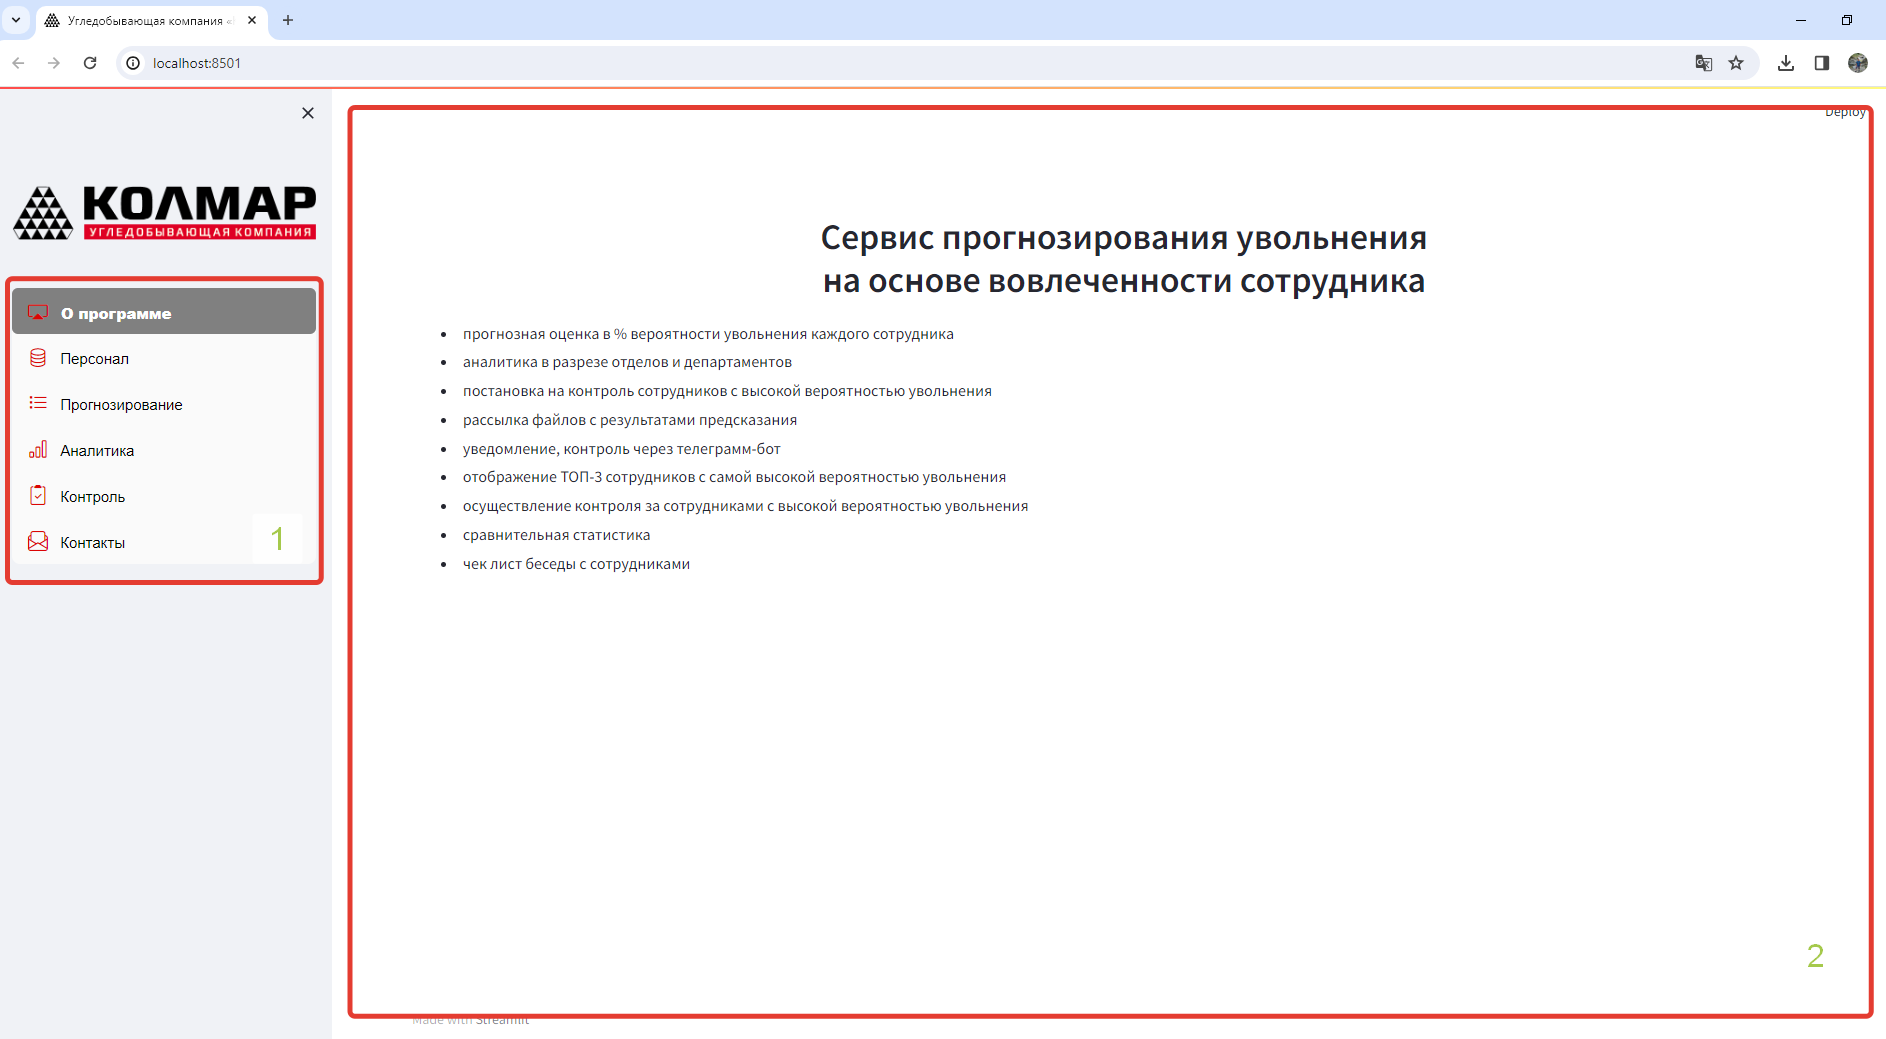 Угледобывающая компания «
localhost:8501
Deploy
КОЛМАР
УГЛЕДОБЫВАЮЩАЯ КОМПАНИЯ
О программе
Персонал
Прогнозирование
Аналитика
Контроль
Контакты
1
Сервис прогнозирования увольнения
на основе вовлеченности сотрудника
• прогнозная оценка в % вероятности увольнения каждого сотрудника
• аналитика в разрезе отделов и департаментов
• постановка на контроль сотрудников с высокой вероятностью увольнения
• рассылка файлов с результатами предсказания
• уведомление, контроль через телеграмм-бот
• отображение ТОП-3 сотрудников с самой высокой вероятностью увольнения
• осуществление контроля за сотрудниками с высокой вероятностью увольнения
• сравнительная статистика
• чек лист беседы с сотрудниками
2
Made with Streamlit